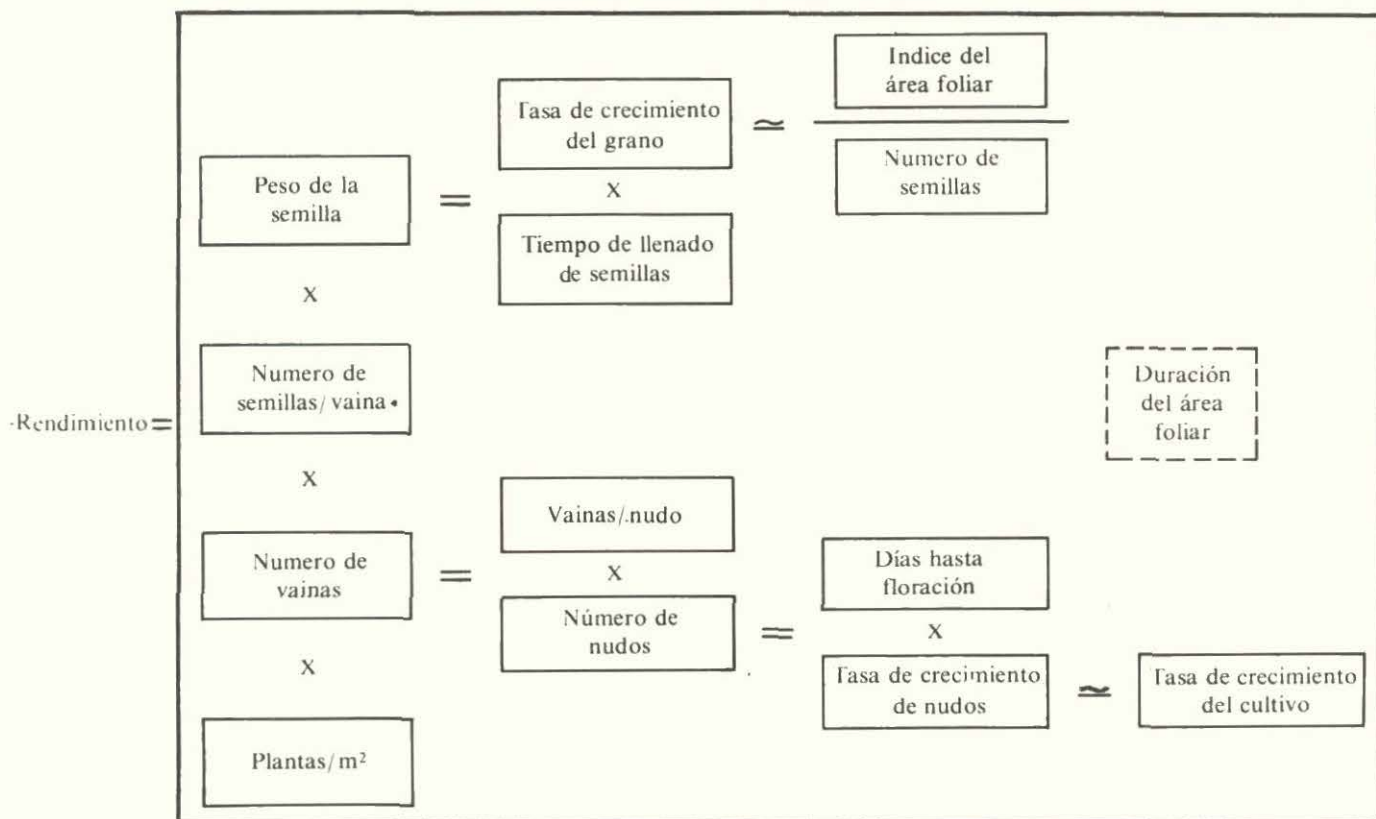 Indice del
área foliar
Tasa de crecimiento
del grano
≃
Numero de
semillas
Peso de la
semilla
=
X
Tiempo de llenado
de semillas
X
Numero de
semillas/vaina
Duración
del área
foliar
Rendimiento =
X
Vainas/nudo
Numero de
vainas
=
X
Días hasta
floración
Número de
nudos
=
X
X
Tasa de crecimiento
de nudos
≃
Tasa de crecimiento
del cultivo
Plantas/m²